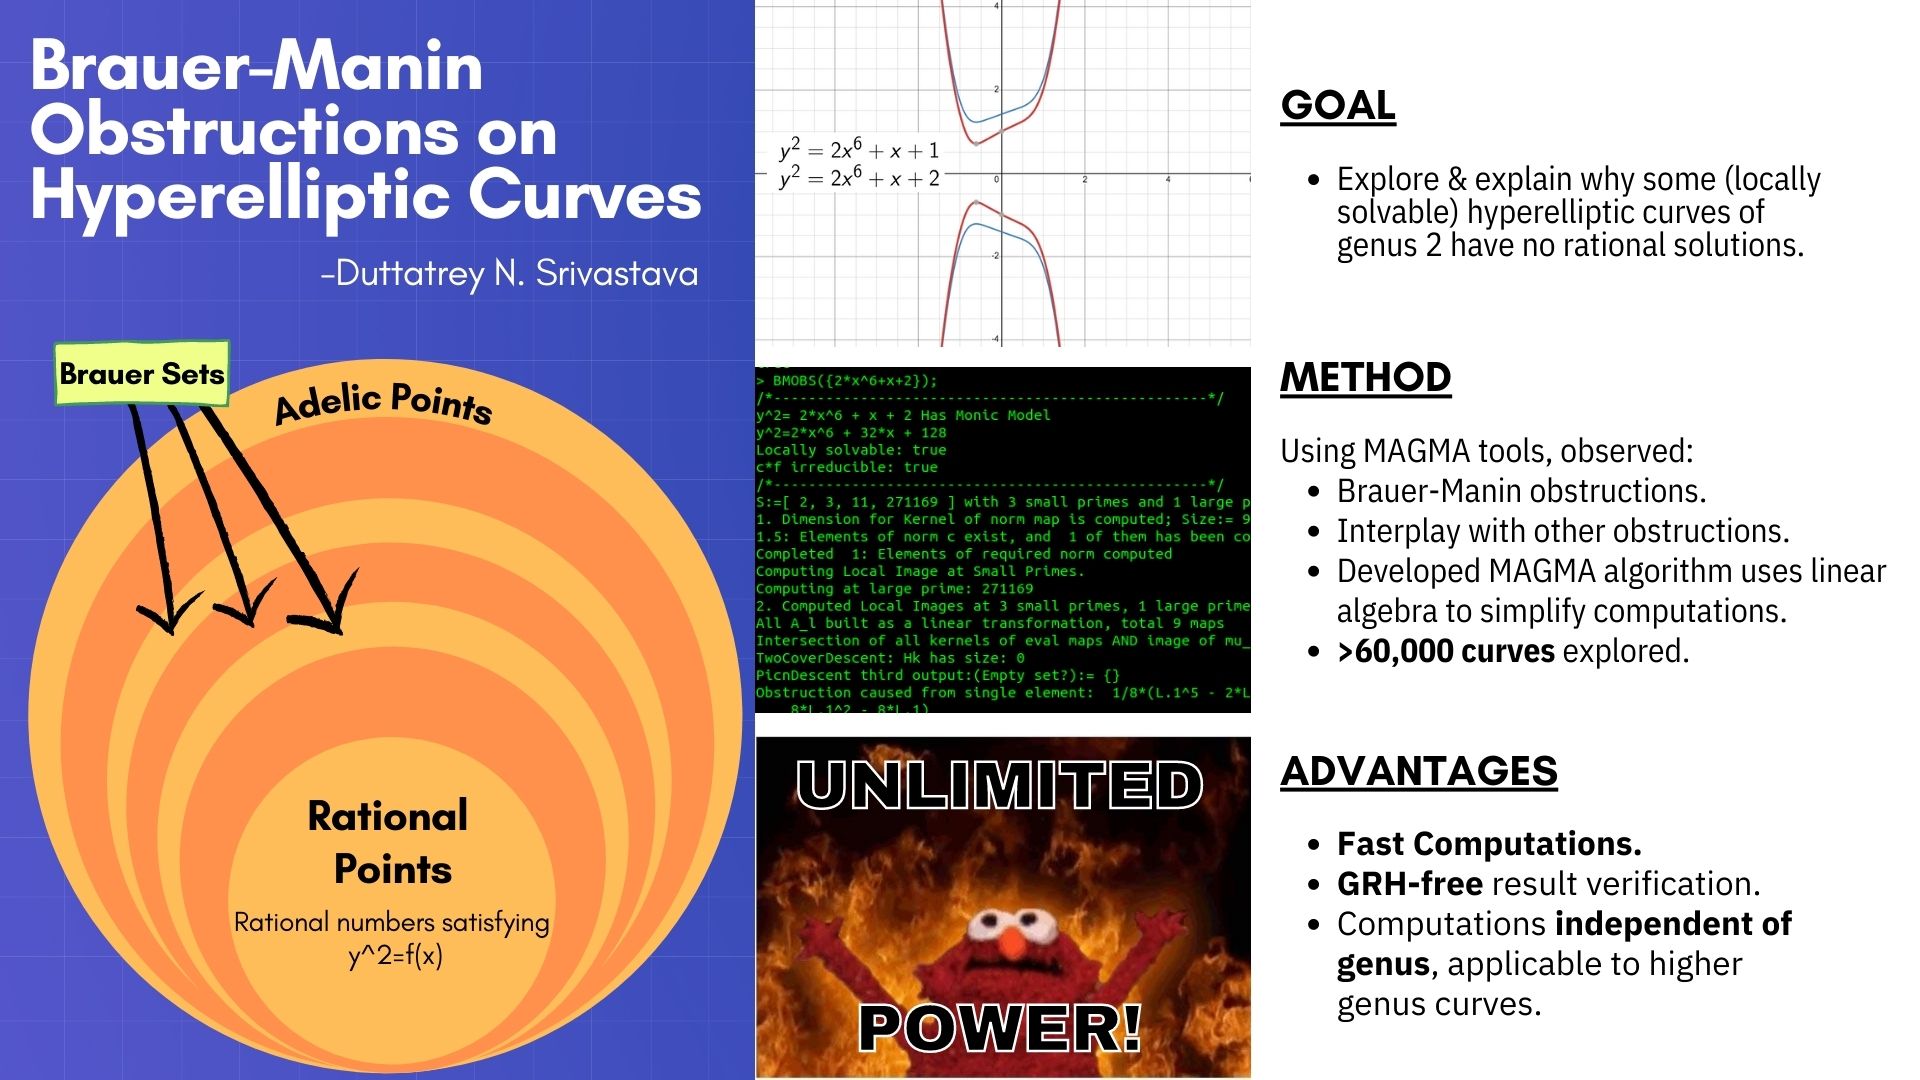 Brauer-Manin
Obstructions on
Hyperelliptic Curves
-Duttatrey N. Srivastava
Brauer Sets
Adelic Points
Rational
Points
Rational numbers satisfying
y^2=f(x)
4
2
0
2
4
-2
-4
y² = 2x⁶ + x + 1
y² = 2x⁶ + x + 2
> BMOBS({2*x^6+x+2});
/*--------------------------------------------------*/
y^2= 2*x^6 + x + 2 Has Monic Model
y^2=2*x^6 + 32*x + 128
Locally solvable: true
c*f irreducible: true
/*--------------------------------------------------*/
S:=[ 2, 3, 11, 271169 ] with 3 small primes and 1 large p
1. Dimension for Kernel of norm map is computed; Size:= 9
1.5: Elements of norm c exist, and  1 of them has been co
Completed  1: Elements of required norm computed
Computing Local Image at Small Primes.
Computing at large prime: 271169
2. Computed Local Images at 3 small primes, 1 large prime
All A_l built as a linear transformation, total 9 maps
Intersection of all kernels of eval maps AND image of mu_
TwoCoverDescent: Hk has size: 0
PicnDescent third output:(Empty set?):= {}
Obstruction caused from single element:  1/8*(L.1^5 - 2*L
8*L.1^2 - 8*L.1)
UNLIMITED
POWER!
GOAL
• Explore & explain why some (locally
solvable) hyperelliptic curves of
genus 2 have no rational solutions.
METHOD
Using MAGMA tools, observed:
• Brauer-Manin obstructions.
• Interplay with other obstructions.
• Developed MAGMA algorithm uses linear
algebra to simplify computations.
• >60,000 curves explored.
ADVANTAGES
• Fast Computations.
• GRH-free result verification.
• Computations independent of
genus, applicable to higher
genus curves.